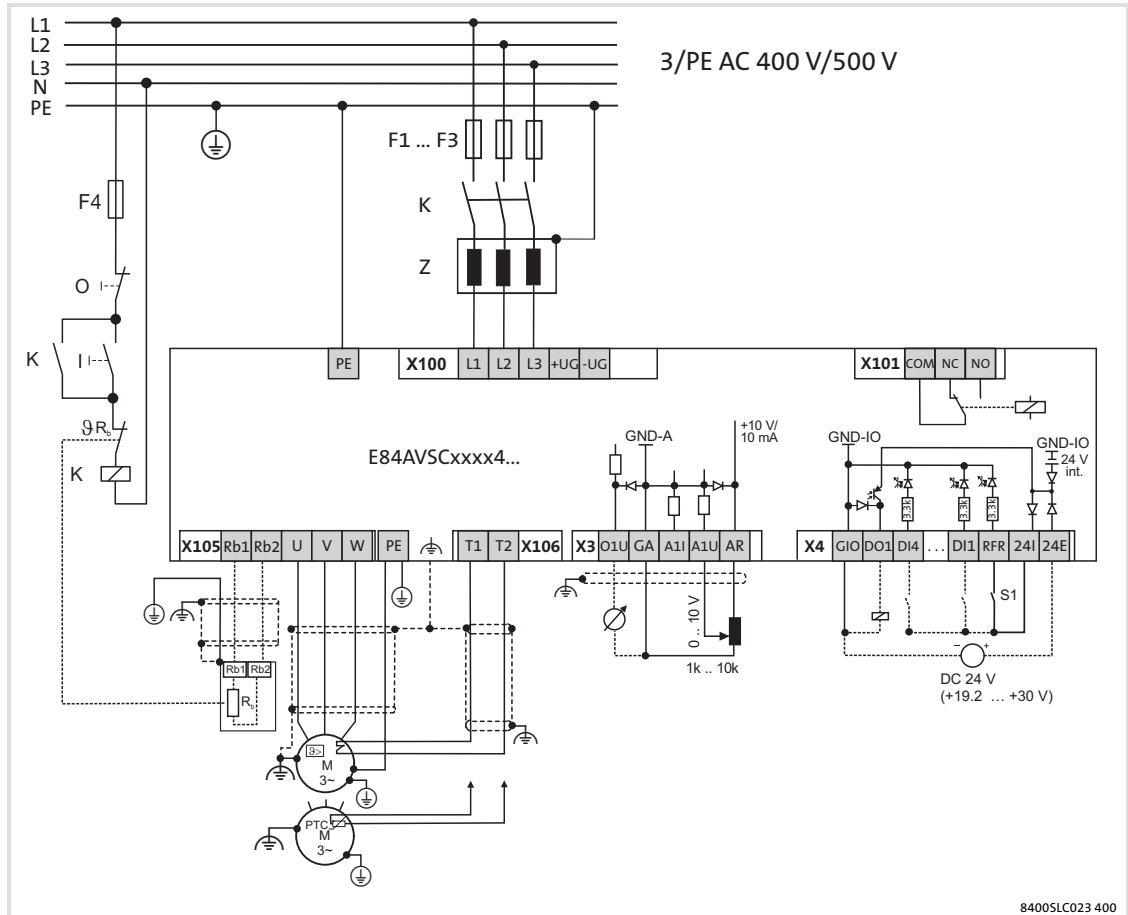 L1
L2
L3
N
PE
3/PE AC 400 V/500 V
F1 ... F3
F4
K
O
Z
K
I
PE
X100 L1 L2 L3 +UG -UG
X101 COM NC NO
ϑ Rb
K
E84AVSCxxxx4...
GND-A
+10 V/
10 mA
GND-IO
GND-IO
24 V
int.
3.3k
3.3k
3.3k
X105 Rb1 Rb2 U V W PE
T1 T2 X106
X3 O1U GA A1I A1U AR
X4 GIO DO1 DI4 ... DI1 RFR 24I 24E
S1
0 .. 10 V
1k .. 10k
− +
DC 24 V
(+19.2 ... +30 V)
Rb1 Rb2
Rb
ϑ>
M
3~
PTC
M
3~
8400SLC023 400